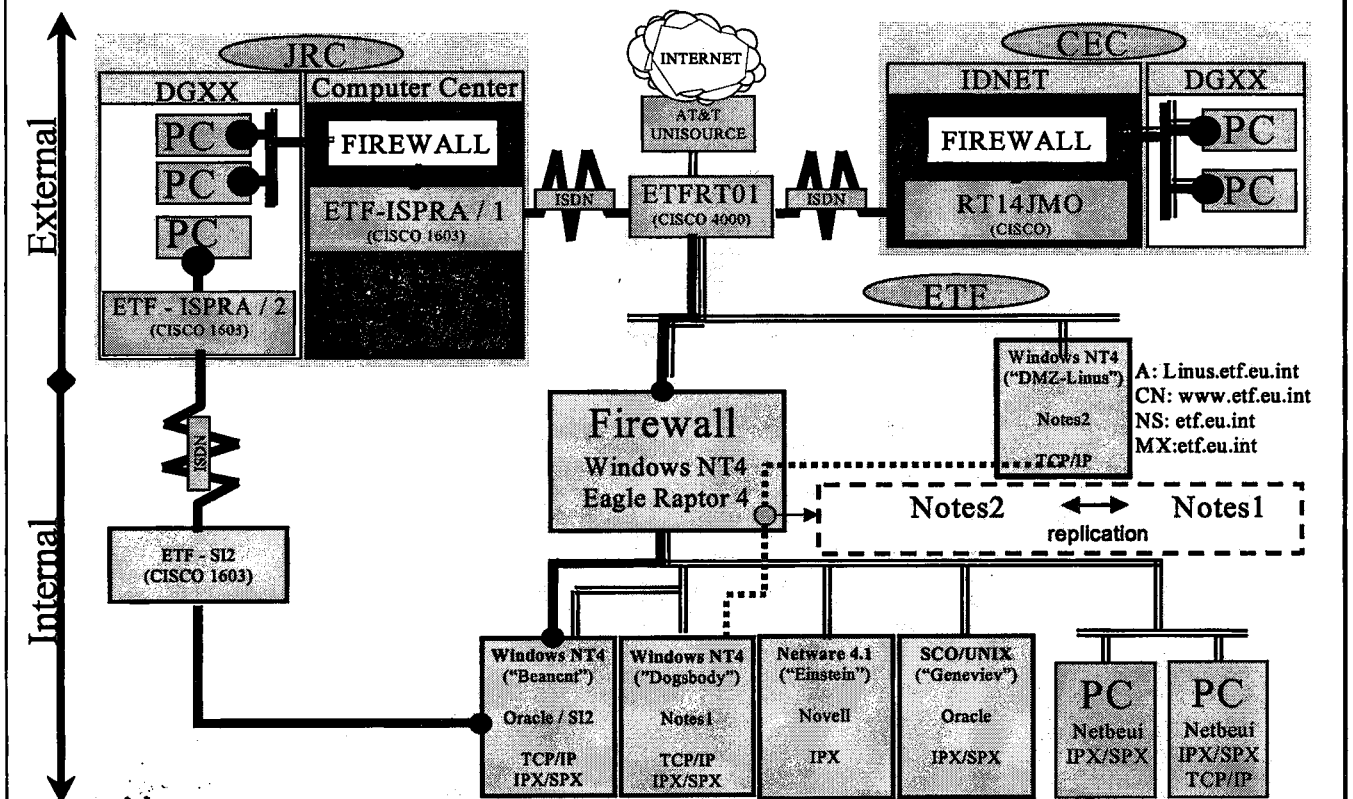 External
Internal
JRC
DGXX
Computer Center
PC
PC
PC
FIREWALL
ETF-ISPRA / 1
(CISCO 1603)
ETF - ISPRA / 2
(CISCO 1603)
ISDN
INTERNET
AT&T
UNISOURCE
ETFRT01
(CISCO 4000)
ISDN
CEC
IDNET
DGXX
FIREWALL
RT14JMO
(CISCO)
PC
PC
ETF
Windows NT4
("DMZ-Linus")
Notes2
TCP/IP
A: Linus.etf.eu.int
CN: www.etf.eu.int
NS: etf.eu.int
MX:etf.eu.int
Firewall
Windows NT4
Eagle Raptor 4
Notes2
Notes1
replication
ISDN
ETF - SI2
(CISCO 1603)
Windows NT4
("Beancnt")
Oracle / SI2
TCP/IP
IPX/SPX
Windows NT4
("Dogsbody")
Notes1
TCP/IP
IPX/SPX
Netware 4.1
("Einstein")
Novell
IPX
SCO/UNIX
("Geneviev")
Oracle
IPX/SPX
PC
Netbeui
IPX/SPX
PC
Netbeui
IPX/SPX
TCP/IP